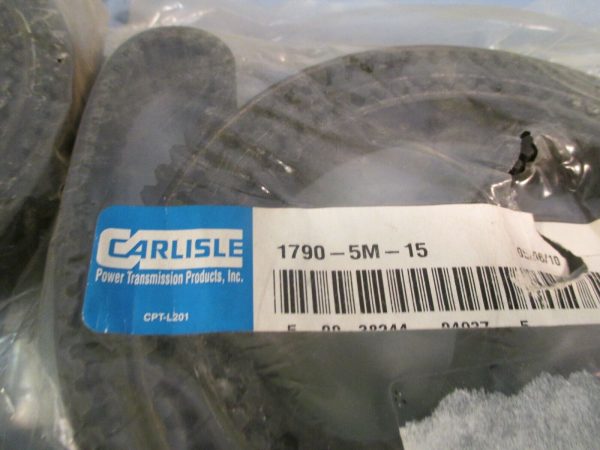 CARLISLE
Power Transmission Products, Inc.
CPT-L201
1790-5M-15